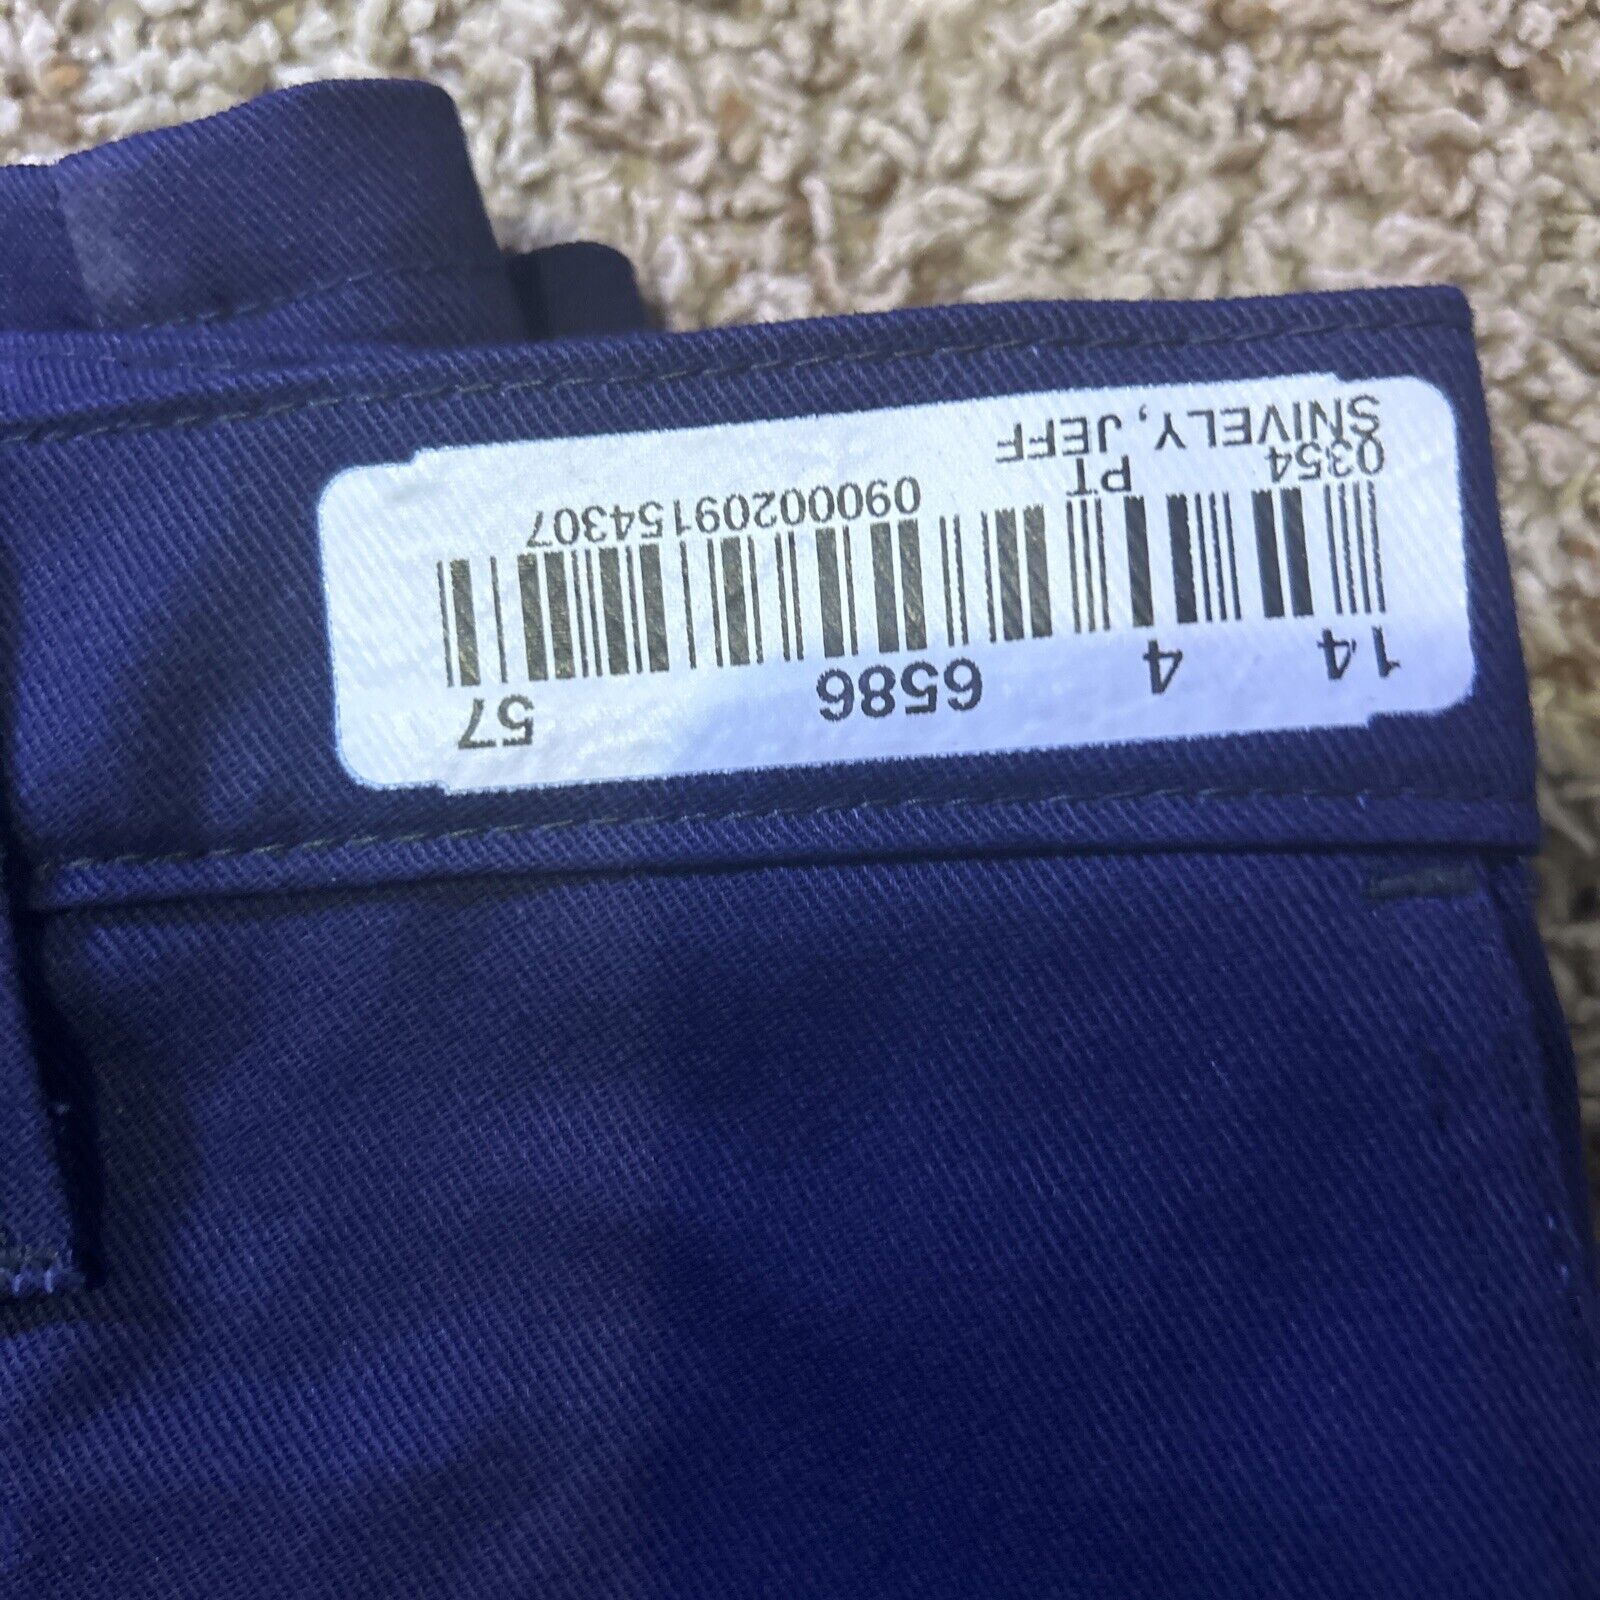 14 4 6586 57
0354 PT 09000209154307
SNIVELY, JEFF